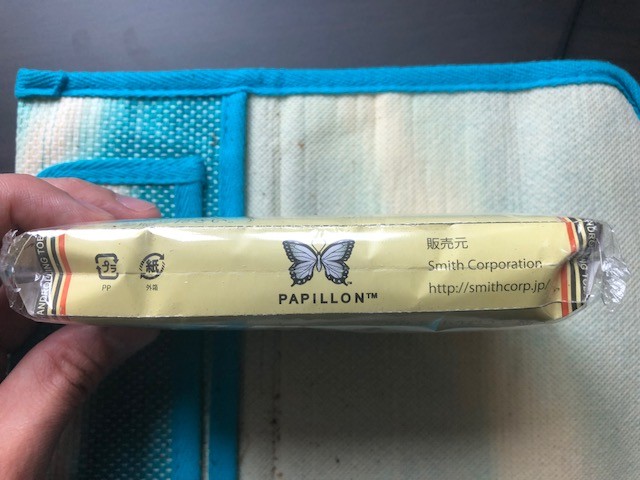 プラ
PP
紙
外箱
PAPILLON™
販売元
Smith Corporation
http://smithcorp.jp/